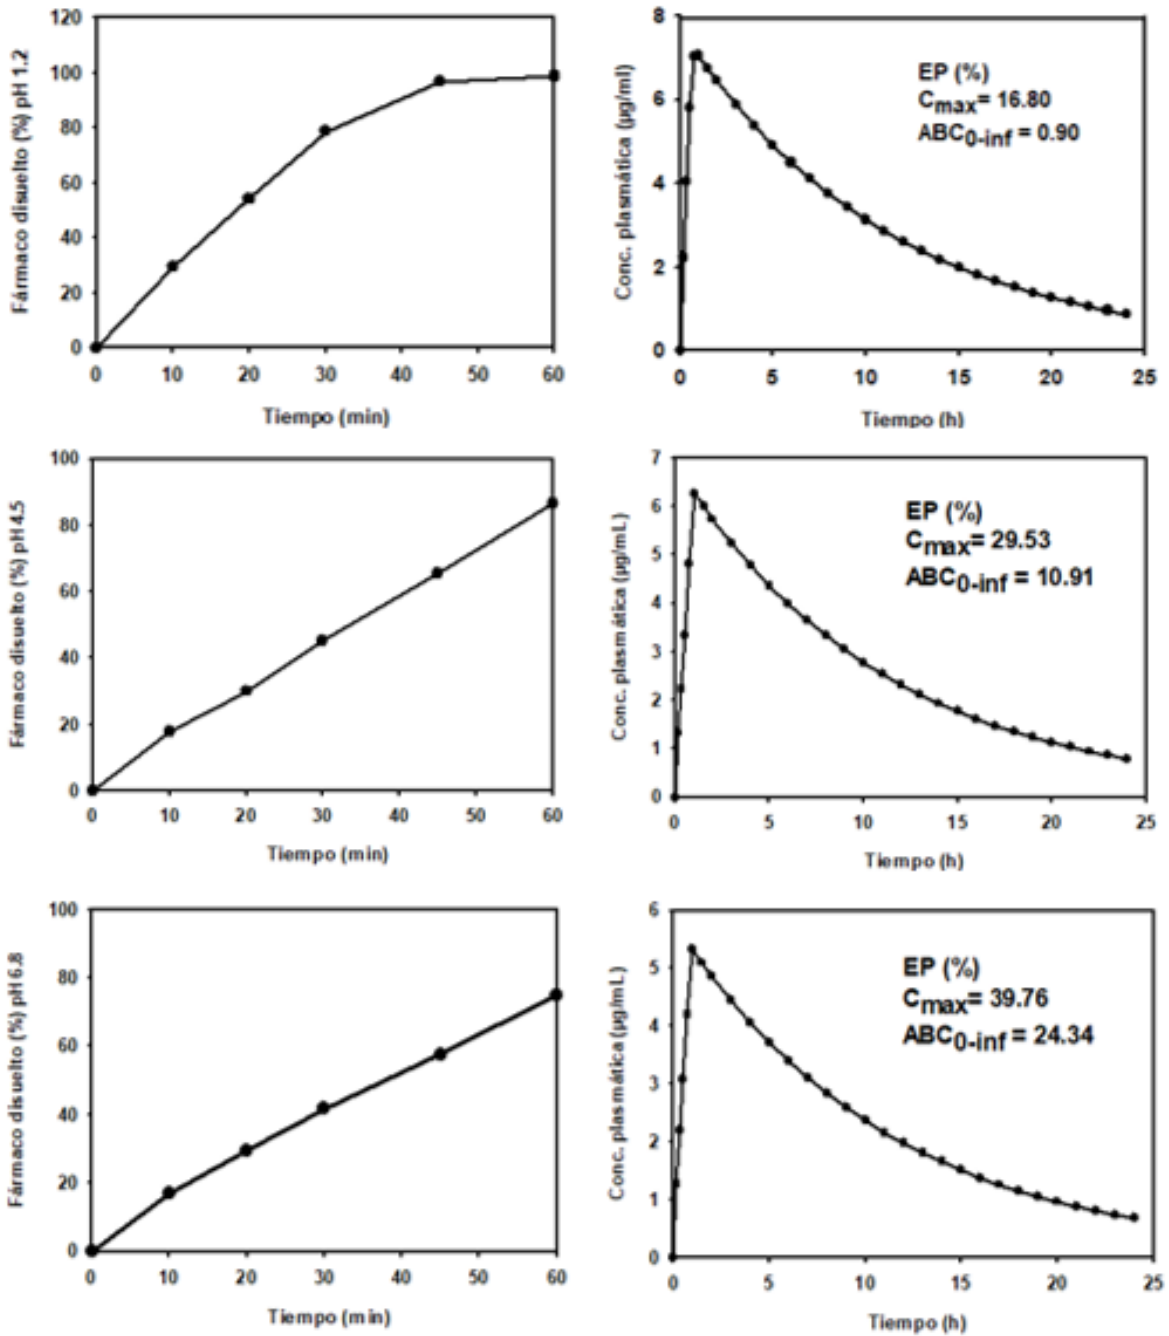 Fármaco disuelto (%) pH 1.2
120
100
80
60
40
20
0
0 10 20 30 40 50 60
Tiempo (min)
Conc. plasmática (µg/ml)
8
6
4
2
0
EP (%)
Cmax= 16.80
ABC0-inf = 0.90
0 5 10 15 20 25
Tiempo (h)
Fármaco disuelto (%) pH 4.5
100
80
60
40
20
0
0 10 20 30 40 50 60
Tiempo (min)
Conc. plasmática (µg/mL)
7
6
5
4
3
2
1
0
EP (%)
Cmax= 29.53
ABC0-inf = 10.91
0 5 10 15 20 25
Tiempo (h)
Fármaco disuelto (%) pH 6.8
100
80
60
40
20
0
0 10 20 30 40 50 60
Tiempo (min)
Conc. plasmática (µg/mL)
6
5
4
3
2
1
0
EP (%)
Cmax= 39.76
ABC0-inf = 24.34
0 5 10 15 20 25
Tiempo (h)